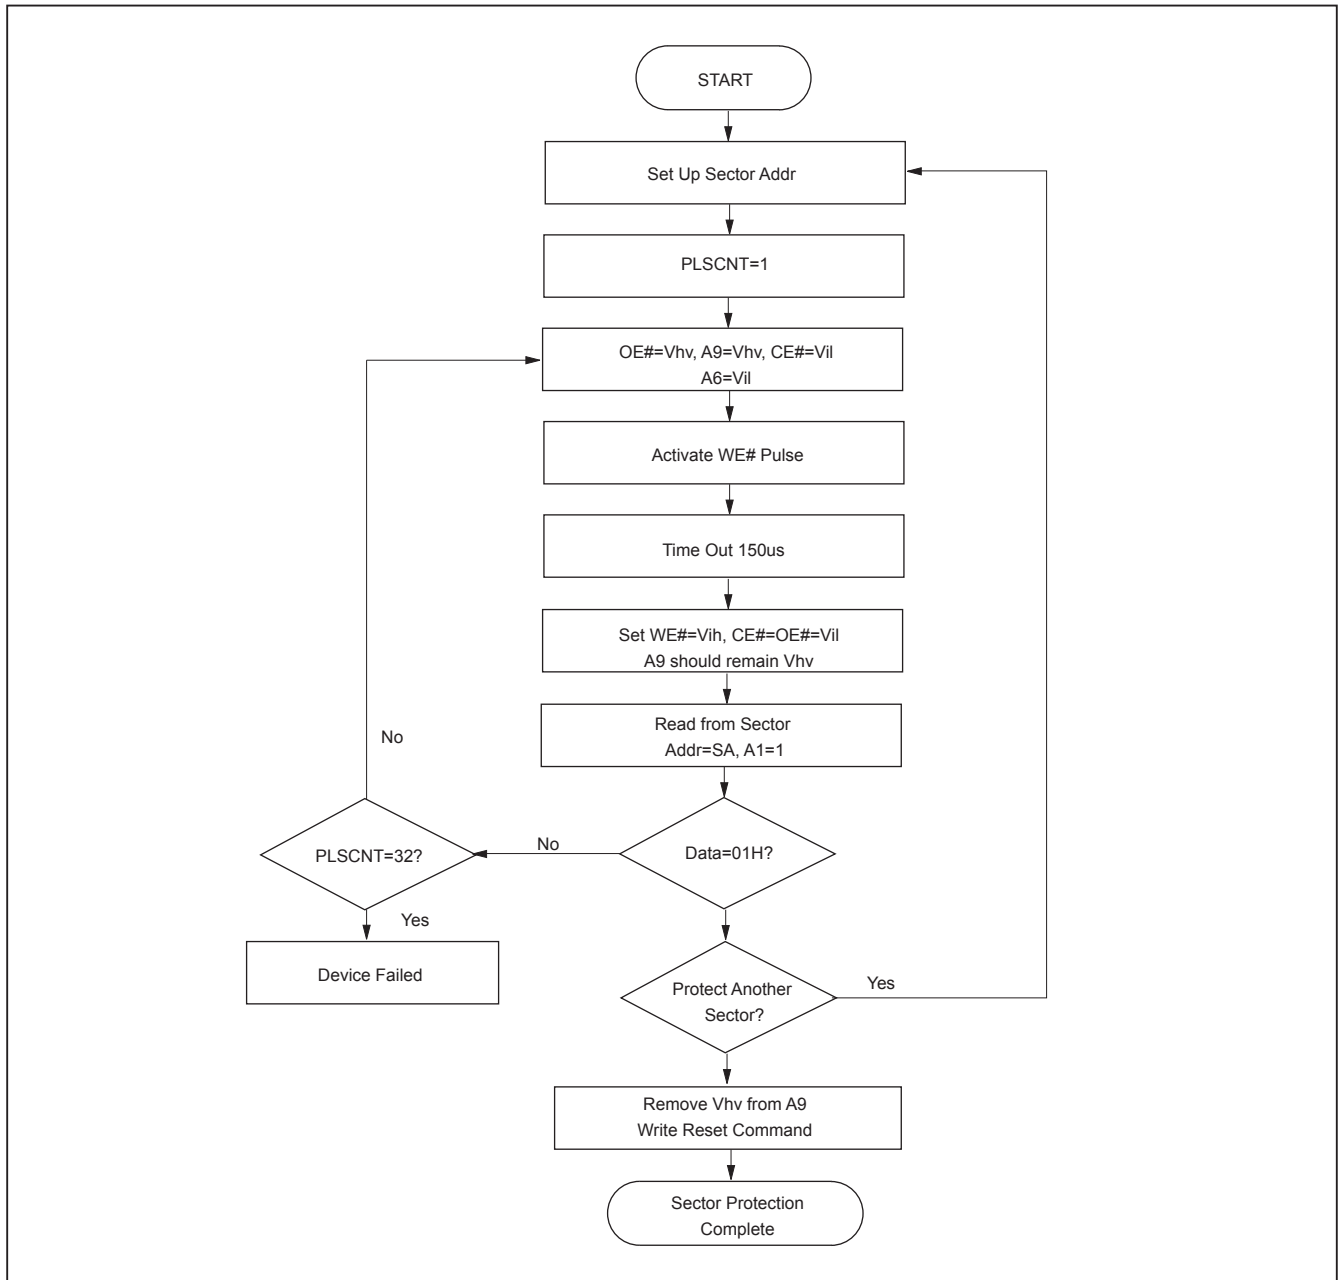 START
Set Up Sector Addr
PLSCNT=1
OE#=Vhv, A9=Vhv, CE#=Vil
A6=Vil
Activate WE# Pulse
Time Out 150us
Set WE#=Vih, CE#=OE#=Vil
A9 should remain Vhv
Read from Sector
Addr=SA, A1=1
No
PLSCNT=32?
No
Data=01H?
Yes
Device Failed
Protect Another
Sector?
Yes
Remove Vhv from A9
Write Reset Command
Sector Protection
Complete